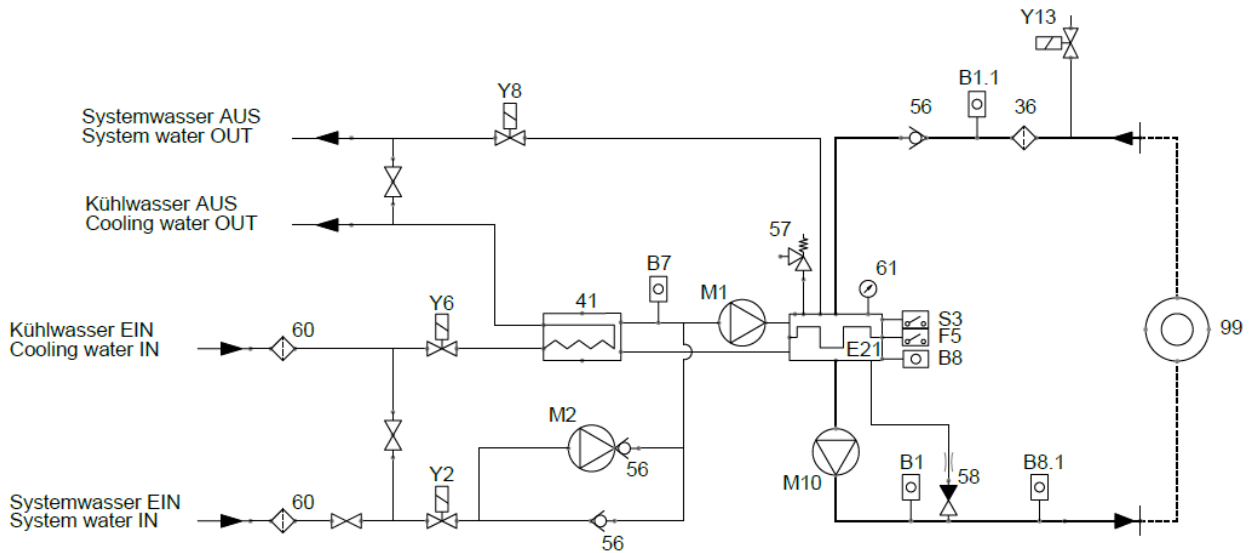 Y13
B1.1
56
36
Y8
Systemwasser AUS
System water OUT
Kühlwasser AUS
Cooling water OUT
57
B7
M1
61
41
Y6
Kühlwasser EIN
Cooling water IN
60
S3
F5
E21
B8
99
M2
56
M10
B1
58
B8.1
Y2
Systemwasser EIN
System water IN
60
56